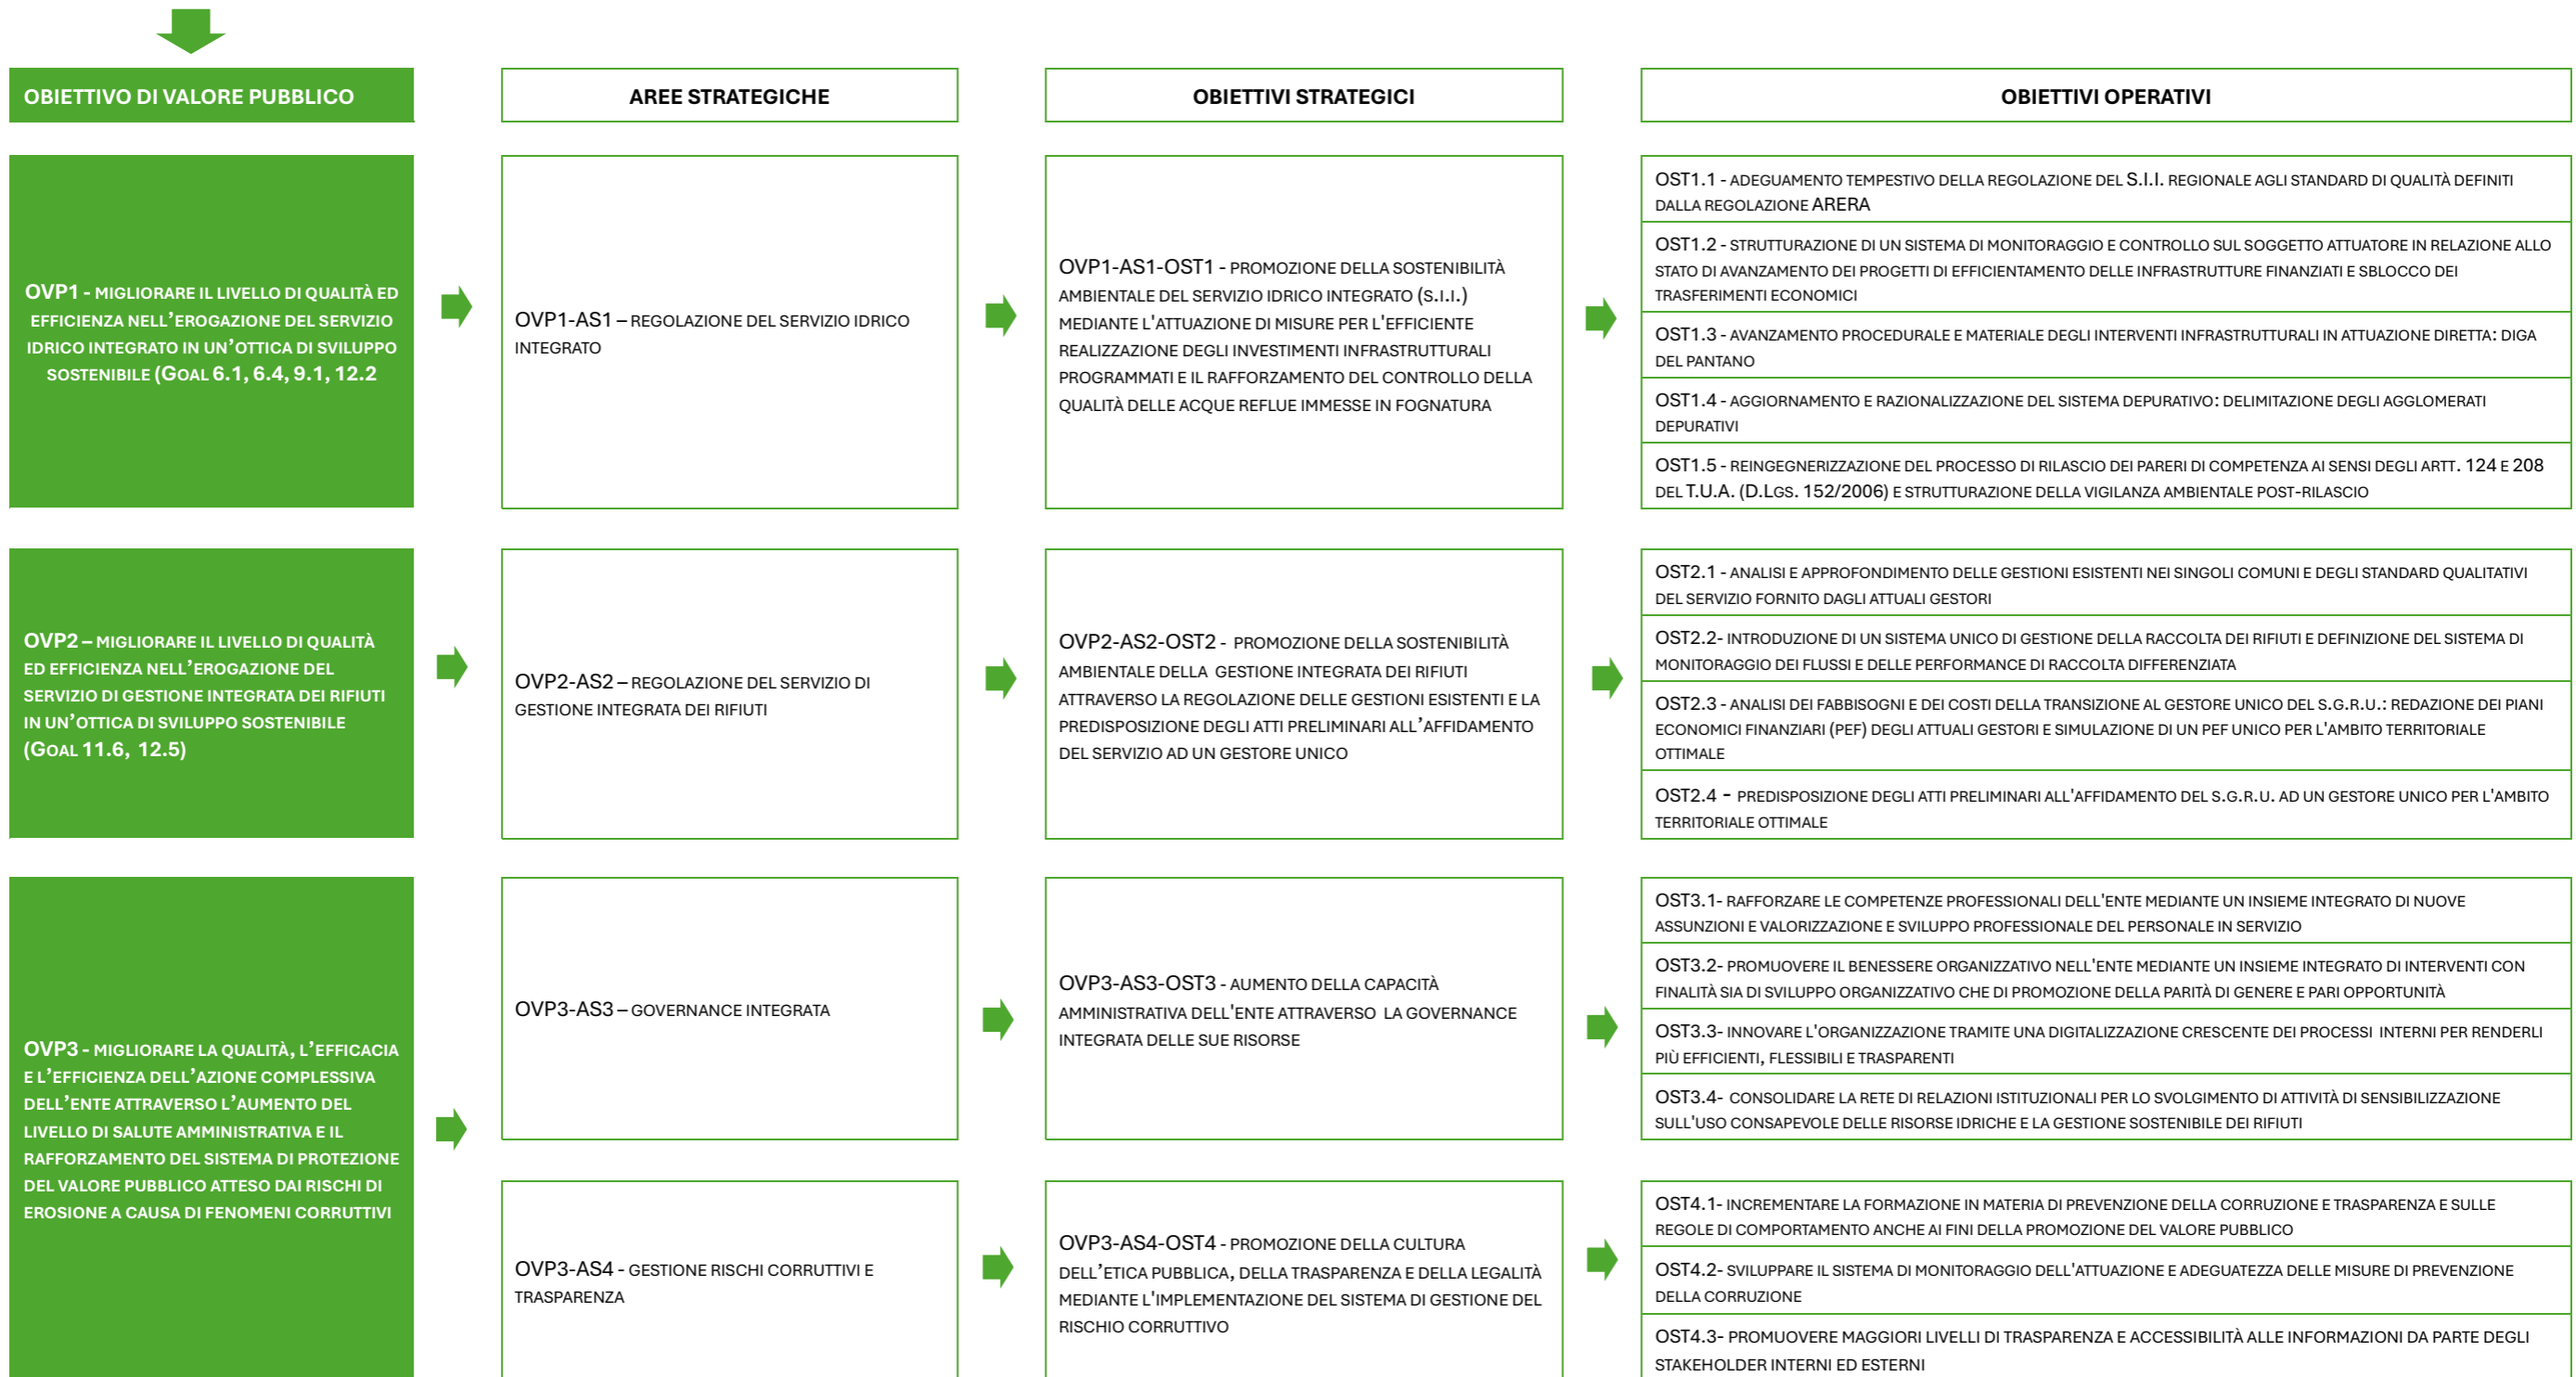 OBIETTIVO DI VALORE PUBBLICO
AREE STRATEGICHE
OBIETTIVI STRATEGICI
OBIETTIVI OPERATIVI
OVP1 - MIGLIORARE IL LIVELLO DI QUALITÀ ED
EFFICIENZA NELL’EROGAZIONE DEL SERVIZIO
IDRICO INTEGRATO IN UN’OTTICA DI SVILUPPO
SOSTENIBILE (GOAL 6.1, 6.4, 9.1, 12.2
OVP1-AS1 – REGOLAZIONE DEL SERVIZIO IDRICO
INTEGRATO
OVP1-AS1-OST1 - PROMOZIONE DELLA SOSTENIBILITÀ
AMBIENTALE DEL SERVIZIO IDRICO INTEGRATO (S.I.I.)
MEDIANTE L'ATTUAZIONE DI MISURE PER L'EFFICIENTE
REALIZZAZIONE DEGLI INVESTIMENTI INFRASTRUTTURALI
PROGRAMMATI E IL RAFFORZAMENTO DEL CONTROLLO DELLA
QUALITÀ DELLE ACQUE REFLUE IMMESSE IN FOGNATURA
OST1.1 - ADEGUAMENTO TEMPESTIVO DELLA REGOLAZIONE DEL S.I.I. REGIONALE AGLI STANDARD DI QUALITÀ DEFINITI
DALLA REGOLAZIONE ARERA
OST1.2 - STRUTTURAZIONE DI UN SISTEMA DI MONITORAGGIO E CONTROLLO SUL SOGGETTO ATTUATORE IN RELAZIONE ALLO
STATO DI AVANZAMENTO DEI PROGETTI DI EFFICIENTAMENTO DELLE INFRASTRUTTURE FINANZIATI E SBLOCCO DEI
TRASFERIMENTI ECONOMICI
OST1.3 - AVANZAMENTO PROCEDURALE E MATERIALE DEGLI INTERVENTI INFRASTRUTTURALI IN ATTUAZIONE DIRETTA: DIGA
DEL PANTANO
OST1.4 - AGGIORNAMENTO E RAZIONALIZZAZIONE DEL SISTEMA DEPURATIVO: DELIMITAZIONE DEGLI AGGLOMERATI
DEPURATIVI
OST1.5 - REINGEGNERIZZAZIONE DEL PROCESSO DI RILASCIO DEI PARERI DI COMPETENZA AI SENSI DEGLI ARTT. 124 E 208
DEL T.U.A. (D.LGS. 152/2006) E STRUTTURAZIONE DELLA VIGILANZA AMBIENTALE POST-RILASCIO
OVP2 – MIGLIORARE IL LIVELLO DI QUALITÀ
ED EFFICIENZA NELL’EROGAZIONE DEL
SERVIZIO DI GESTIONE INTEGRATA DEI RIFIUTI
IN UN’OTTICA DI SVILUPPO SOSTENIBILE
(GOAL 11.6, 12.5)
OVP2-AS2 – REGOLAZIONE DEL SERVIZIO DI
GESTIONE INTEGRATA DEI RIFIUTI
OVP2-AS2-OST2 - PROMOZIONE DELLA SOSTENIBILITÀ
AMBIENTALE DELLA GESTIONE INTEGRATA DEI RIFIUTI
ATTRAVERSO LA REGOLAZIONE DELLE GESTIONI ESISTENTI E LA
PREDISPOSIZIONE DEGLI ATTI PRELIMINARI ALL’AFFIDAMENTO
DEL SERVIZIO AD UN GESTORE UNICO
OST2.1 - ANALISI E APPROFONDIMENTO DELLE GESTIONI ESISTENTI NEI SINGOLI COMUNI E DEGLI STANDARD QUALITATIVI
DEL SERVIZIO FORNITO DAGLI ATTUALI GESTORI
OST2.2- INTRODUZIONE DI UN SISTEMA UNICO DI GESTIONE DELLA RACCOLTA DEI RIFIUTI E DEFINIZIONE DEL SISTEMA DI
MONITORAGGIO DEI FLUSSI E DELLE PERFORMANCE DI RACCOLTA DIFFERENZIATA
OST2.3 - ANALISI DEI FABBISOGNI E DEI COSTI DELLA TRANSIZIONE AL GESTORE UNICO DEL S.G.R.U.: REDAZIONE DEI PIANI
ECONOMICI FINANZIARI (PEF) DEGLI ATTUALI GESTORI E SIMULAZIONE DI UN PEF UNICO PER L'AMBITO TERRITORIALE
OTTIMALE
OST2.4 - PREDISPOSIZIONE DEGLI ATTI PRELIMINARI ALL'AFFIDAMENTO DEL S.G.R.U. AD UN GESTORE UNICO PER L'AMBITO
TERRITORIALE OTTIMALE
OVP3 - MIGLIORARE LA QUALITÀ, L’EFFICACIA
E L’EFFICIENZA DELL’AZIONE COMPLESSIVA
DELL’ENTE ATTRAVERSO L’AUMENTO DEL
LIVELLO DI SALUTE AMMINISTRATIVA E IL
RAFFORZAMENTO DEL SISTEMA DI PROTEZIONE
DEL VALORE PUBBLICO ATTESO DAI RISCHI DI
EROSIONE A CAUSA DI FENOMENI CORRUTTIVI
OVP3-AS3 – GOVERNANCE INTEGRATA
OVP3-AS3-OST3 - AUMENTO DELLA CAPACITÀ
AMMINISTRATIVA DELL'ENTE ATTRAVERSO LA GOVERNANCE
INTEGRATA DELLE SUE RISORSE
OST3.1- RAFFORZARE LE COMPETENZE PROFESSIONALI DELL'ENTE MEDIANTE UN INSIEME INTEGRATO DI NUOVE
ASSUNZIONI E VALORIZZAZIONE E SVILUPPO PROFESSIONALE DEL PERSONALE IN SERVIZIO
OST3.2- PROMUOVERE IL BENESSERE ORGANIZZATIVO NELL'ENTE MEDIANTE UN INSIEME INTEGRATO DI INTERVENTI CON
FINALITÀ SIA DI SVILUPPO ORGANIZZATIVO CHE DI PROMOZIONE DELLA PARITÀ DI GENERE E PARI OPPORTUNITÀ
OST3.3- INNOVARE L'ORGANIZZAZIONE TRAMITE UNA DIGITALIZZAZIONE CRESCENTE DEI PROCESSI INTERNI PER RENDERLI
PIÙ EFFICIENTI, FLESSIBILI E TRASPARENTI
OST3.4- CONSOLIDARE LA RETE DI RELAZIONI ISTITUZIONALI PER LO SVOLGIMENTO DI ATTIVITÀ DI SENSIBILIZZAZIONE
SULL'USO CONSAPEVOLE DELLE RISORSE IDRICHE E LA GESTIONE SOSTENIBILE DEI RIFIUTI
OVP3-AS4 - GESTIONE RISCHI CORRUTTIVI E
TRASPARENZA
OVP3-AS4-OST4 - PROMOZIONE DELLA CULTURA
DELL’ETICA PUBBLICA, DELLA TRASPARENZA E DELLA LEGALITÀ
MEDIANTE L'IMPLEMENTAZIONE DEL SISTEMA DI GESTIONE DEL
RISCHIO CORRUTTIVO
OST4.1- INCREMENTARE LA FORMAZIONE IN MATERIA DI PREVENZIONE DELLA CORRUZIONE E TRASPARENZA E SULLE
REGOLE DI COMPORTAMENTO ANCHE AI FINI DELLA PROMOZIONE DEL VALORE PUBBLICO
OST4.2- SVILUPPARE IL SISTEMA DI MONITORAGGIO DELL'ATTUAZIONE E ADEGUATEZZA DELLE MISURE DI PREVENZIONE
DELLA CORRUZIONE
OST4.3- PROMUOVERE MAGGIORI LIVELLI DI TRASPARENZA E ACCESSIBILITÀ ALLE INFORMAZIONI DA PARTE DEGLI
STAKEHOLDER INTERNI ED ESTERNI